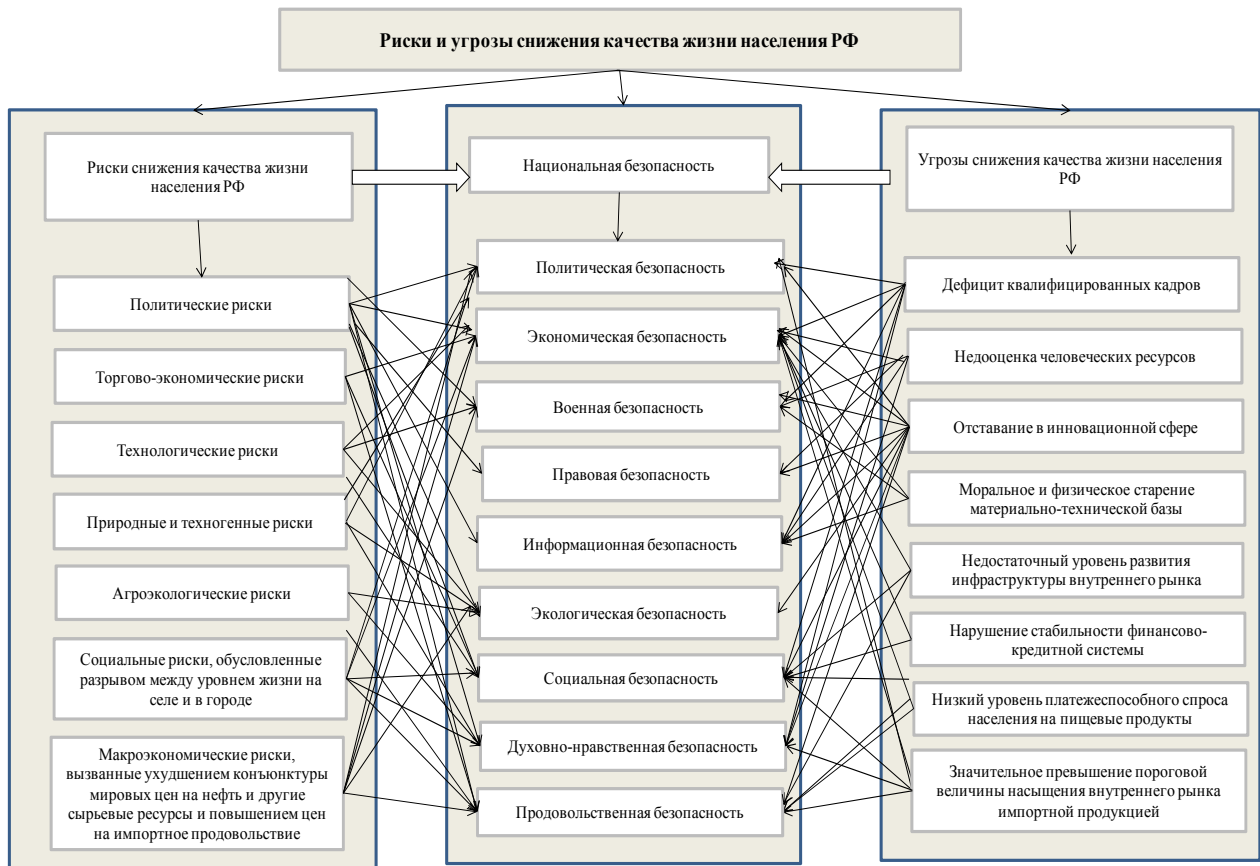 Риски и угрозы снижения качества жизни населения РФ
Риски снижения качества жизни
населения РФ
Политические риски
Торгово-экономические риски
Технологические риски
Природные и техногенные риски
Агроэкологические риски
Социальные риски, обусловленные
разрывом между уровнем жизни на
селе и в городе
Макроэкономические риски,
вызванные ухудшением конъюнктуры
мировых цен на нефть и другие
сырьевые ресурсы и повышением цен
на импортное продовольствие
Национальная безопасность
Политическая безопасность
Экономическая безопасность
Военная безопасность
Правовая безопасность
Информационная безопасность
Экологическая безопасность
Социальная безопасность
Духовно-нравственная безопасность
Продовольственная безопасность
Угрозы снижения качества жизни населения
РФ
Дефицит квалифицированных кадров
Недооценка человеческих ресурсов
Отставание в инновационной сфере
Моральное и физическое старение
материально-технической базы
Недостаточный уровень развития
инфраструктуры внутреннего рынка
Нарушение стабильности финансово-
кредитной системы
Низкий уровень платежеспособного спроса
населения на пищевые продукты
Значительное превышение пороговой
величины насыщения внутреннего рынка
импортной продукцией